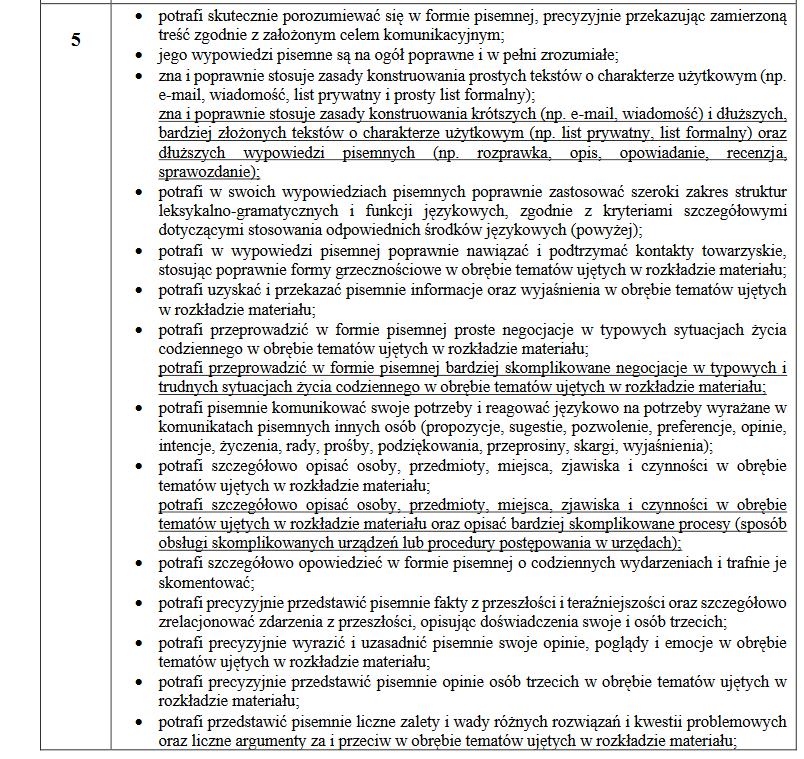 5
• potrafi skutecznie porozumiewać się w formie pisemnej, precyzyjnie przekazując zamierzoną
treść zgodnie z założonym celem komunikacyjnym;
• jego wypowiedzi pisemne są na ogół poprawne i w pełni zrozumiałe;
• zna i poprawnie stosuje zasady konstruowania prostych tekstów o charakterze użytkowym (np.
e-mail, wiadomość, list prywatny i prosty list formalny);
zna i poprawnie stosuje zasady konstruowania krótszych (np. e-mail, wiadomość) i dłuższych,
bardziej złożonych tekstów o charakterze użytkowym (np. list prywatny, list formalny) oraz
dłuższych wypowiedzi pisemnych (np. rozprawka, opis, opowiadanie, recenzja,
sprawozdanie);
• potrafi w swoich wypowiedziach pisemnych poprawnie zastosować szeroki zakres struktur
leksykalno-gramatycznych i funkcji językowych, zgodnie z kryteriami szczegółowymi
dotyczącymi stosowania odpowiednich środków językowych (powyżej);
• potrafi w wypowiedzi pisemnej poprawnie nawiązać i podtrzymać kontakty towarzyskie,
stosując poprawnie formy grzecznościowe w obrębie tematów ujętych w rozkładzie materiału;
• potrafi uzyskać i przekazać pisemnie informacje oraz wyjaśnienia w obrębie tematów ujętych
w rozkładzie materiału;
• potrafi przeprowadzić w formie pisemnej proste negocjacje w typowych sytuacjach życia
codziennego w obrębie tematów ujętych w rozkładzie materiału;
potrafi przeprowadzić w formie pisemnej bardziej skomplikowane negocjacje w typowych i
trudnych sytuacjach życia codziennego w obrębie tematów ujętych w rozkładzie materiału;
• potrafi pisemnie komunikować swoje potrzeby i reagować językowo na potrzeby wyrażane w
komunikatach pisemnych innych osób (propozycje, sugestie, pozwolenie, preferencje, opinie,
intencje, życzenia, rady, prośby, podziękowania, przeprosiny, skargi, wyjaśnienia);
• potrafi szczegółowo opisać osoby, przedmioty, miejsca, zjawiska i czynności w obrębie
tematów ujętych w rozkładzie materiału;
potrafi szczegółowo opisać osoby, przedmioty, miejsca, zjawiska i czynności w obrębie
tematów ujętych w rozkładzie materiału oraz opisać bardziej skomplikowane procesy (sposób
obsługi skomplikowanych urządzeń lub procedury postępowania w urzędach);
• potrafi szczegółowo opowiedzieć w formie pisemnej o codziennych wydarzeniach i trafnie je
skomentować;
• potrafi precyzyjnie przedstawić pisemnie fakty z przeszłości i teraźniejszości oraz szczegółowo
zrelacjonować zdarzenia z przeszłości, opisując doświadczenia swoje i osób trzecich;
• potrafi precyzyjnie wyrazić i uzasadnić pisemnie swoje opinie, poglądy i emocje w obrębie
tematów ujętych w rozkładzie materiału;
• potrafi precyzyjnie przedstawić pisemnie opinie osób trzecich w obrębie tematów ujętych w
rozkładzie materiału;
• potrafi przedstawić pisemnie liczne zalety i wady różnych rozwiązań i kwestii problemowych
oraz liczne argumenty za i przeciw w obrębie tematów ujętych w rozkładzie materiału;